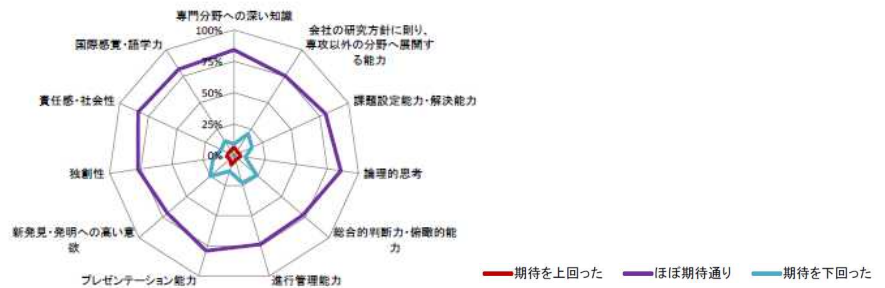 専門分野への深い知識
会社の研究方針に則り、
専攻以外の分野へ展開す
る能力
課題設定能力・解決能力
論理的思考
総合的判断力・俯瞰的能
力
進行管理能力
プレゼンテーション能力
新発見・発明への高い意
欲
独創性
責任感・社会性
国際感覚・語学力
100%
75%
50%
25%
0%
期待を上回った
ほぼ期待通り
期待を下回った